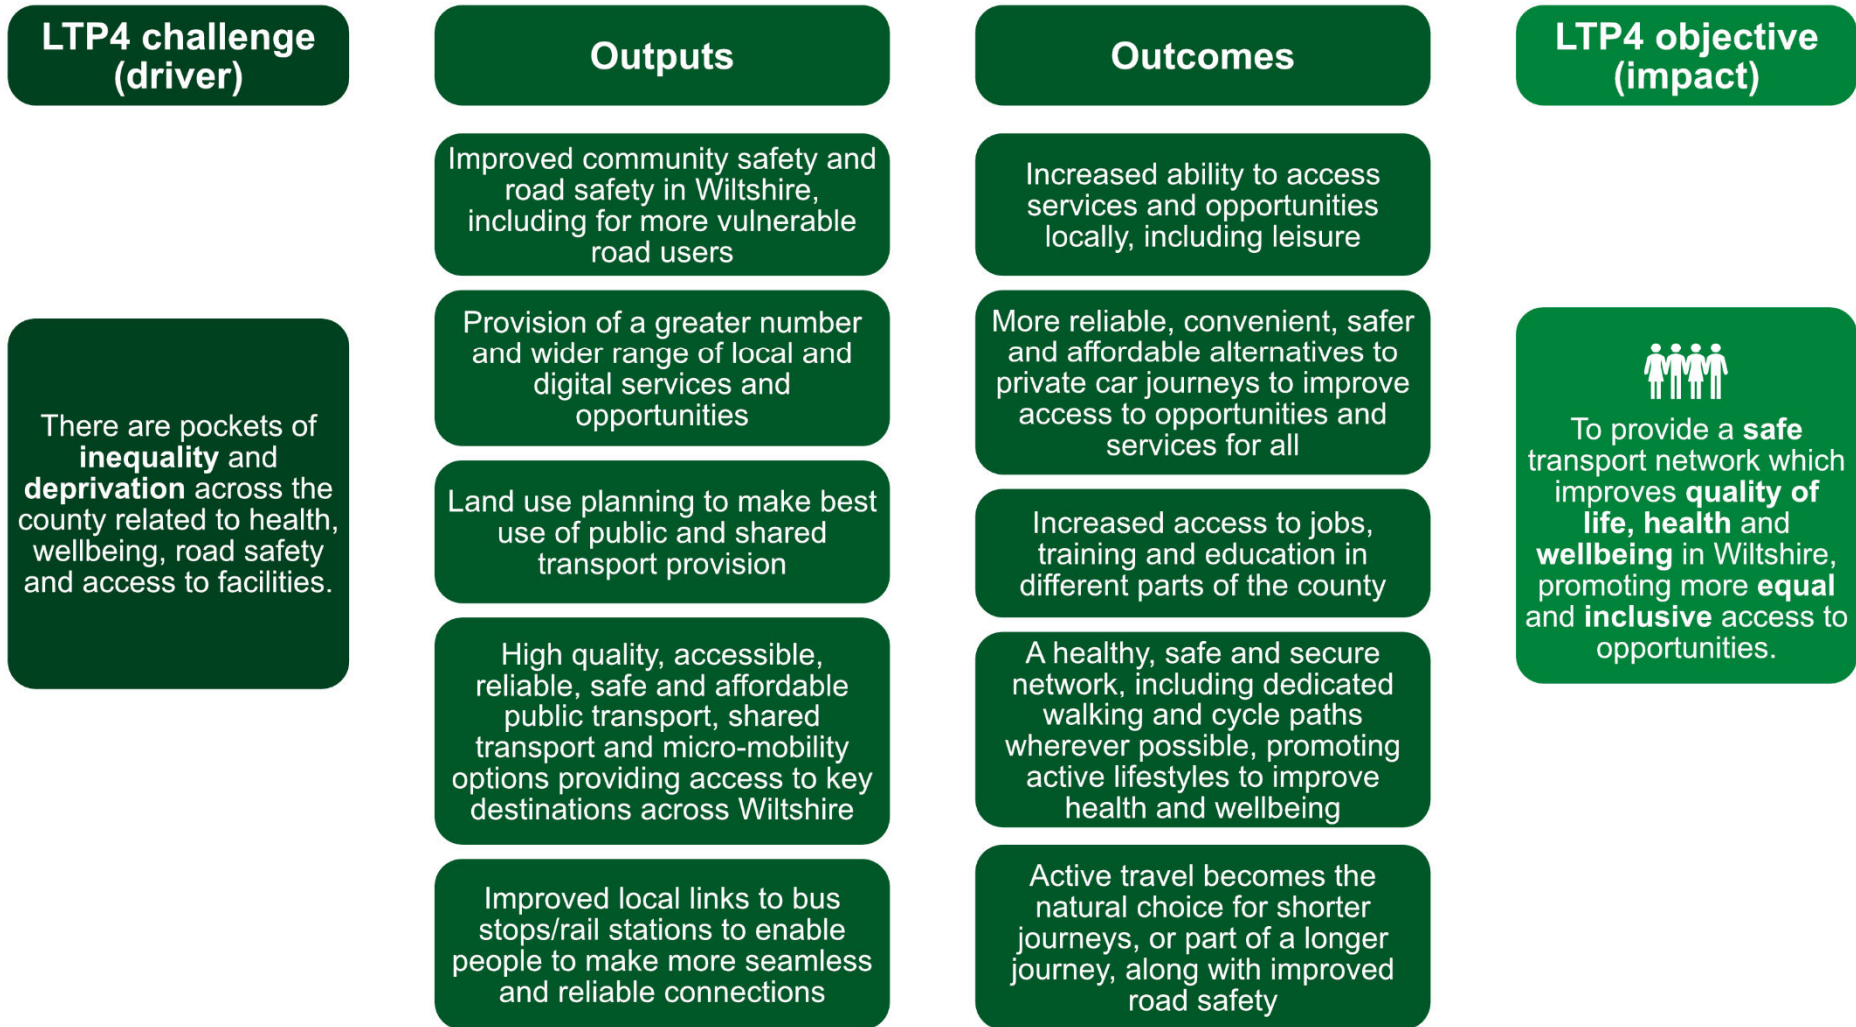 LTP4 challenge
(driver)
Outputs
Outcomes
LTP4 objective
(impact)
There are pockets of
inequality and
deprivation across the
county related to health,
wellbeing, road safety
and access to facilities.
Improved community safety and
road safety in Wiltshire,
including for more vulnerable
road users
Provision of a greater number
and wider range of local and
digital services and
opportunities
Land use planning to make best
use of public and shared
transport provision
High quality, accessible,
reliable, safe and affordable
public transport, shared
transport and micro-mobility
options providing access to key
destinations across Wiltshire
Improved local links to bus
stops/rail stations to enable
people to make more seamless
and reliable connections
Increased ability to access
services and opportunities
locally, including leisure
More reliable, convenient, safer
and affordable alternatives to
private car journeys to improve
access to opportunities and
services for all
Increased access to jobs,
training and education in
different parts of the county
A healthy, safe and secure
network, including dedicated
walking and cycle paths
wherever possible, promoting
active lifestyles to improve
health and wellbeing
Active travel becomes the
natural choice for shorter
journeys, or part of a longer
journey, along with improved
road safety
To provide a safe
transport network which
improves quality of
life, health and
wellbeing in Wiltshire,
promoting more equal
and inclusive access to
opportunities.